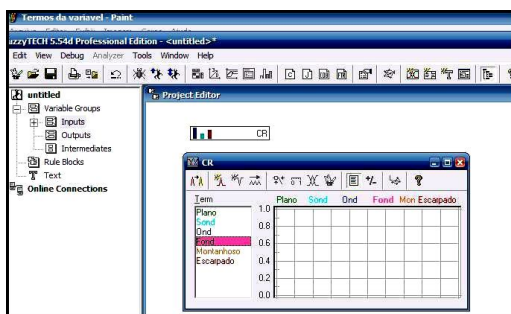 Termos da variavel - Paint
uzzyTECH 5.54d Professional Edition - <untitled>*
Edit View Debug Analyzer Tools Window Help
untitled
Variable Groups
Inputs
Outputs
Intermediates
Rule Blocks
Text
Online Connections
Project Editor
CR
CR
Term
Plano
Sond
Ond
Fond
Montanhoso
Escarpado
Plano Sond Ond Fond Mon Escarpado
1.0
0.8
0.6
0.4
0.2
0.0